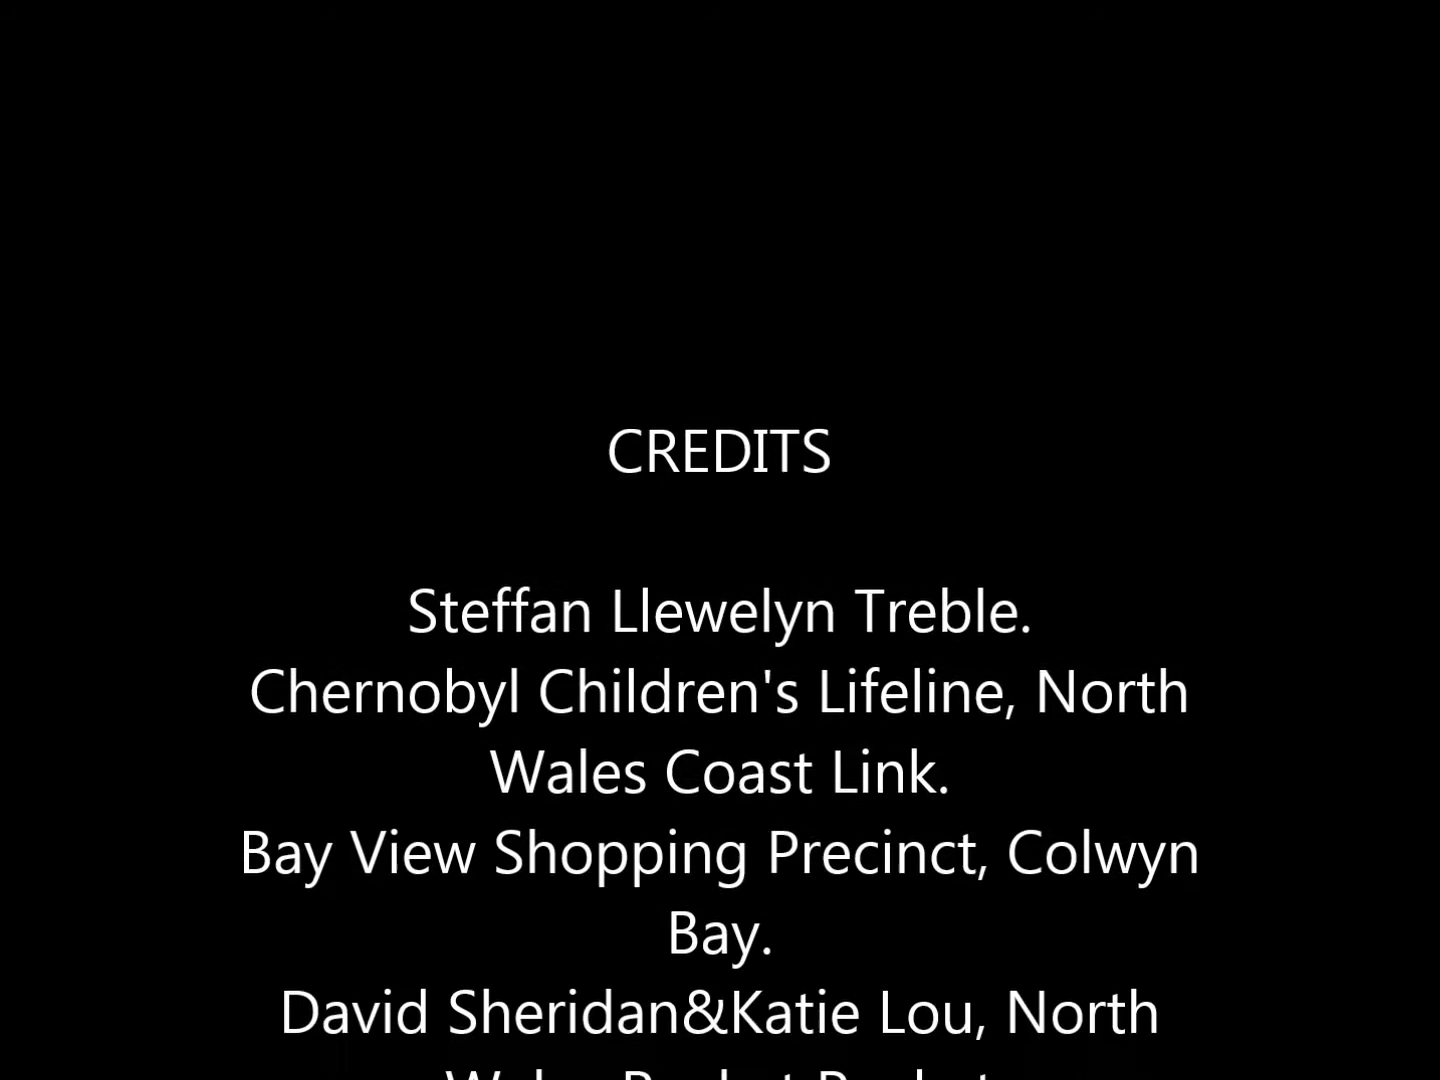 CREDITS
Steffan Llewelyn Treble.
Chernobyl Children's Lifeline, North
Wales Coast Link.
Bay View Shopping Precinct, Colwyn
Bay.
David Sheridan&Katie Lou, North
Wales